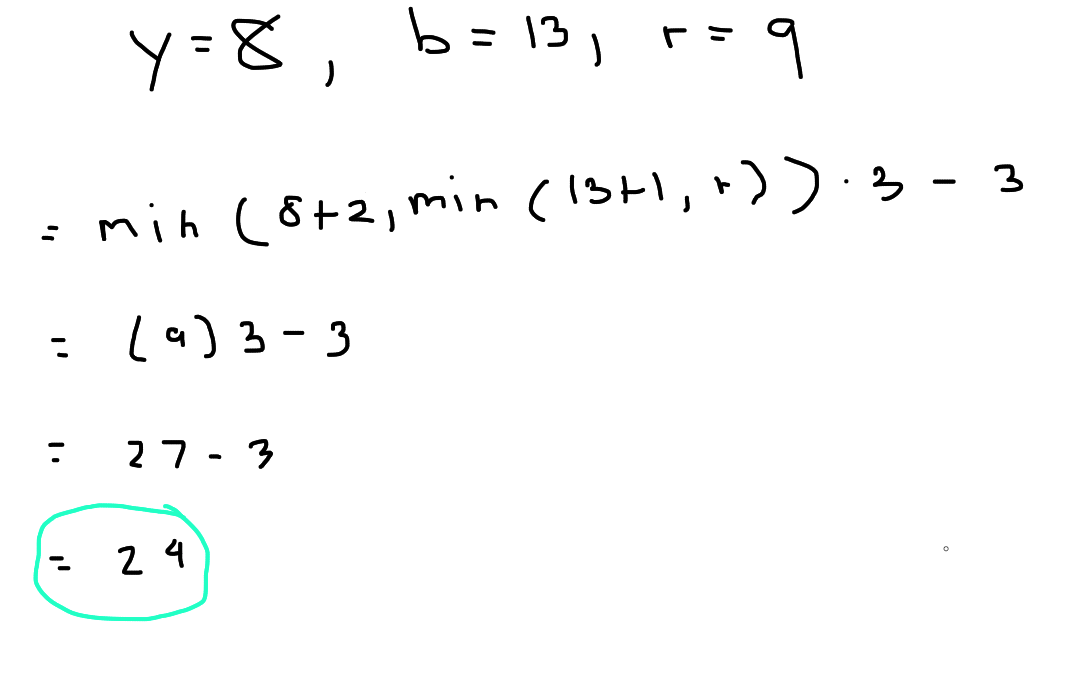 y = 8, b = 13, r = 9
= min (8+2, min (13+1, r)) · 3 - 3
= (9) 3 - 3
= 27 - 3
= 24